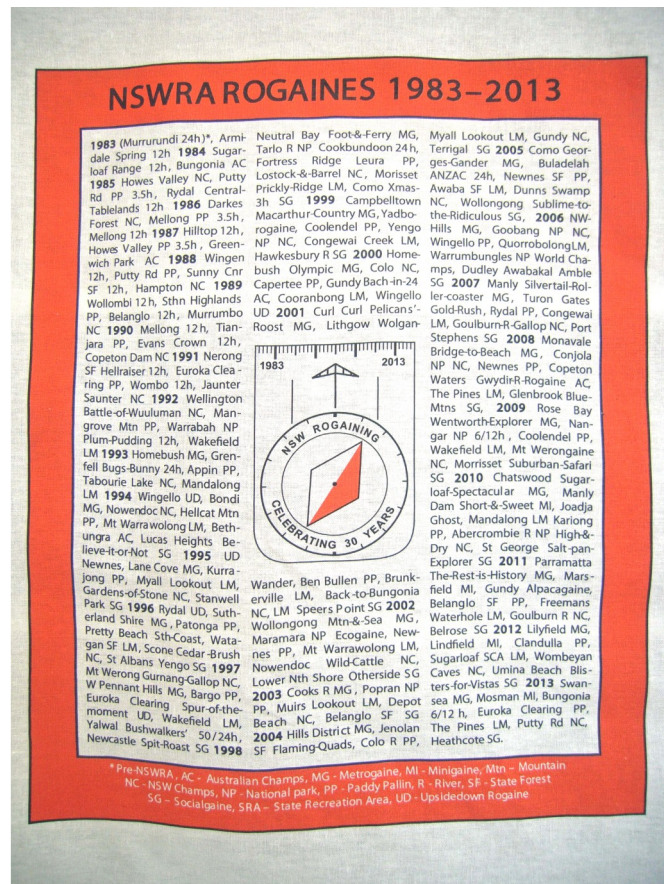 NSWRA ROGAINES 1983–2013
1983 (Murrurundi 24h)*, Armi-
dale Spring 12h 1984 Sugar-
loaf Range 12h, Bungonia AC
1985 Howes Valley NC, Putty
Rd PP 3.5h, Rydal Central-
Tablelands 12h 1986 Darkes
Forest NC, Mellong PP 3.5h,
Mellong 12h 1987 Hilltop 12h,
Howes Valley PP 3.5h, Green-
wich Park AC 1988 Wingen
12h, Putty Rd PP, Sunny Cnr
SF 12h, Hampton NC 1989
Wollombi 12h, Sthn Highlands
PP, Belanglo 12h, Murrumbo
NC 1990 Mellong 12h, Tian-
jara PP, Evans Crown 12h,
Copeton Dam NC 1991 Nerong
SF Hellraiser 12h, Euroka Clea-
ring PP, Wombo 12h, Jaunter
Saunter NC 1992 Wellington
Battle-of-Wuuluman NC, Man-
grove Mtn PP, Warrabah NP
Plum-Pudding 12h, Wakefield
LM 1993 Homebush MG, Gren-
fell Bugs-Bunny 24h, Appin PP,
Tabourie Lake NC, Mandalong
LM 1994 Wingello UD, Bondi
MG, Nowendoc NC, Hellcat Mtn
PP, Mt Warrawolong LM, Beth-
ungra AC, Lucas Heights Be-
lieve-it-or-Not SG 1995 UD
Newnes, Lane Cove MG, Kurra-
jong PP, Myall Lookout LM,
Gardens-of-Stone NC, Stanwell
Park SG 1996 Rydal UD, Suth-
erland Shire MG, Patonga PP,
Pretty Beach Sth-Coast, Wata-
gan SF LM, Scone Cedar-Brush
NC, St Albans Yengo SG 1997
Mt Werong Gurnang-Gallop NC,
W Pennant Hills MG, Bargo PP,
Euroka Clearing Spur-of-the-
moment UD, Wakefield LM,
Yalwal Bushwalkers' 50/24h,
Newcastle Spit-Roast SG 1998
Neutral Bay Foot-&-Ferry MG,
Tarlo R NP Cookbundoon 24h,
Fortress Ridge Leura PP,
Lostock-&-Barrel NC, Morisset
Prickly-Ridge LM, Como Xmas-
3h SG 1999 Campbelltown
Macarthur-Country MG, Yadbo-
rogaine, Coolendel PP, Yengo
NP NC, Congewai Creek LM,
Hawkesbury R SG 2000 Home-
bush Olympic MG, Colo NC,
Capertee PP, Gundy Bach-in-24
AC, Cooranbong LM, Wingello
UD 2001 Curl Curl Pelicans'-
Roost MG, Lithgow Wolgan-
1983
2013
NSW ROGAINING
CELEBRATING 30 YEARS
Wander, Ben Bullen PP, Brunk-
erville LM, Back-to-Bungonia
NC, LM Speers Point SG 2002
Wollongong Mtn-&-Sea MG,
Maramara NP Ecogaine, New-
nes PP, Mt Warrawolong LM,
Nowendoc Wild-Cattle NC,
Lower Nth Shore Otherside SG
2003 Cooks R MG, Popran NP
PP, Muirs Lookout LM, Depot
Beach NC, Belanglo SF SG
2004 Hills District MG, Jenolan
SF Flaming-Quads, Colo R PP,
Myall Lookout LM, Gundy NC,
Terrigal SG 2005 Como Geor-
ges-Gander MG, Buladelah
ANZAC 24h, Newnes SF PP,
Awaba SF LM, Dunns Swamp
NC, Wollongong Sublime-to-
the-Ridiculous SG, 2006 NW-
Hills MG, Goobang NP NC,
Wingello PP, Quorrobolong LM,
Warrumbungles NP World Cha-
mps, Dudley Awabakal Amble
SG 2007 Manly Silvertail-Rol-
ler-coaster MG, Turon Gates
Gold-Rush, Rydal PP, Congewai
LM, Goulburn-R-Gallop NC, Port
Stephens SG 2008 Monavale
Bridge-to-Beach MG, Conjola
NP NC, Newnes PP, Copeton
Waters Gwydir-R-Rogaine AC,
The Pines LM, Glenbrook Blue-
Mtns SG, 2009 Rose Bay
Wentworth-Explorer MG, Nan-
gar NP 6/12h, Coolendel PP,
Wakefield LM, Mt Werongaine
NC, Morrisset Suburban-Safari
SG 2010 Chatswood Sugar-
loaf-Spectacular MG, Manly
Dam Short-&-Sweet MI, Joadja
Ghost, Mandalong LM Kariong
PP, Abercrombie R NP High-&-
Dry NC, St George Salt-pan-
Explorer SG 2011 Parramatta
The-Rest-is-History MG, Mars-
field MI, Gundy Alpacagaine,
Belanglo SF PP, Freemans
Waterhole LM, Goulburn R NC,
Belrose SG 2012 Lilyfield MG,
Lindfield MI, Clandulla PP,
Sugarloaf SCA LM, Wombeyan
Caves NC, Umina Beach Blis-
ters-for-Vistas SG 2013 Swan-
sea MG, Mosman MI, Bungonia
6/12 h, Euroka Clearing PP,
The Pines LM, Putty Rd NC,
Heathcote SG.
*Pre-NSWRA, AC - Australian Champs, MG - Metrogaine, MI - Minigaine, Mtn – Mountain
NC - NSW Champs, NP - National park, PP - Paddy Pallin, R - River, SF - State Forest
SG – Socialgaine, SRA – State Recreation Area, UD - Upsidedown Rogaine